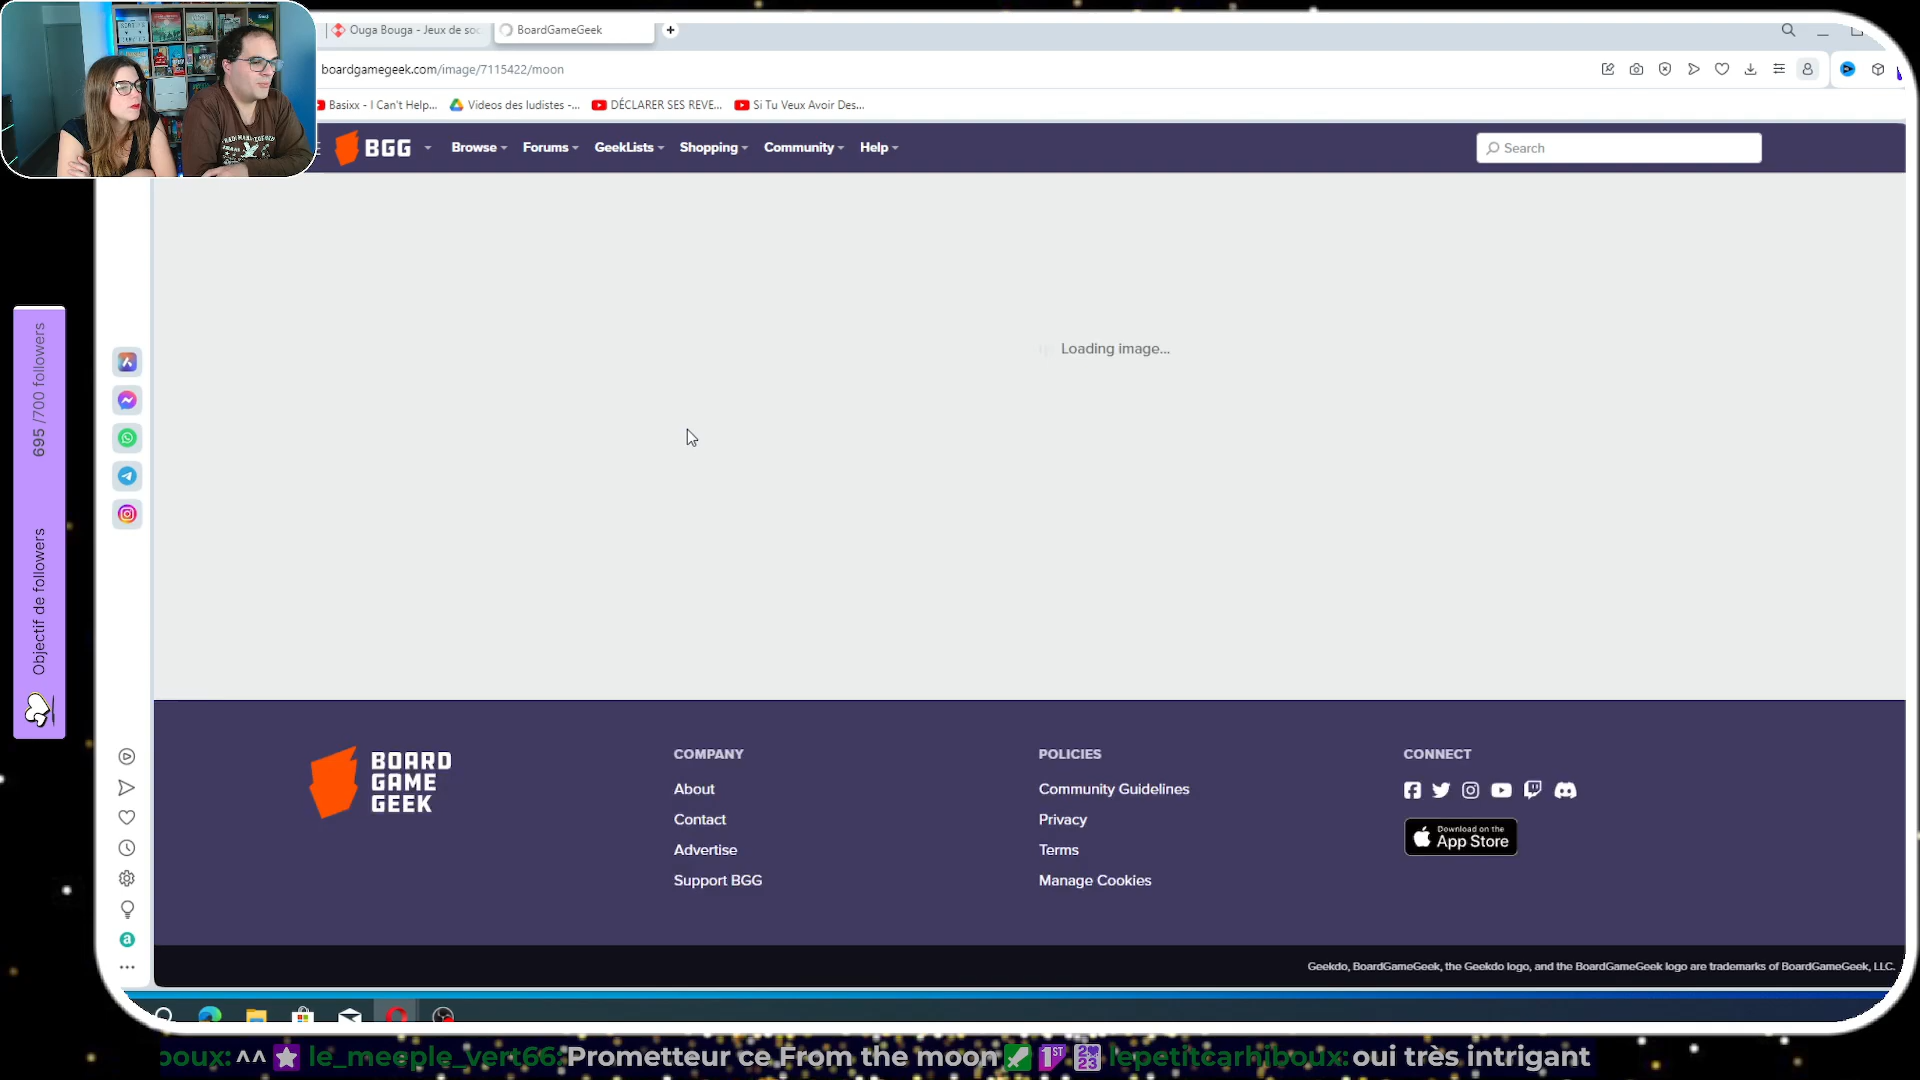 Ouga Bouga - Jeux de soc
BoardGameGeek
boardgamegeek.com/image/7115422/moon
Basixx - I Can't Help...
Videos des ludistes -...
DÉCLARER SES REVE...
Si Tu Veux Avoir Des...
BGG
Browse
Forums
GeekLists
Shopping
Community
Help
Search
Loading image...
695 /700 followers
Objectif de followers
BOARD
GAME
GEEK
COMPANY
About
Contact
Advertise
Support BGG
POLICIES
Community Guidelines
Privacy
Terms
Manage Cookies
CONNECT
Download on the
App Store
Geekdo, BoardGameGeek, the Geekdo logo, and the BoardGameGeek logo are trademarks of BoardGameGeek, LLC.
boux: ^^ le_meeple_vert66: Prometteur ce From the moon 1ST 2023 lepetitcarhiboux: oui très intrigant